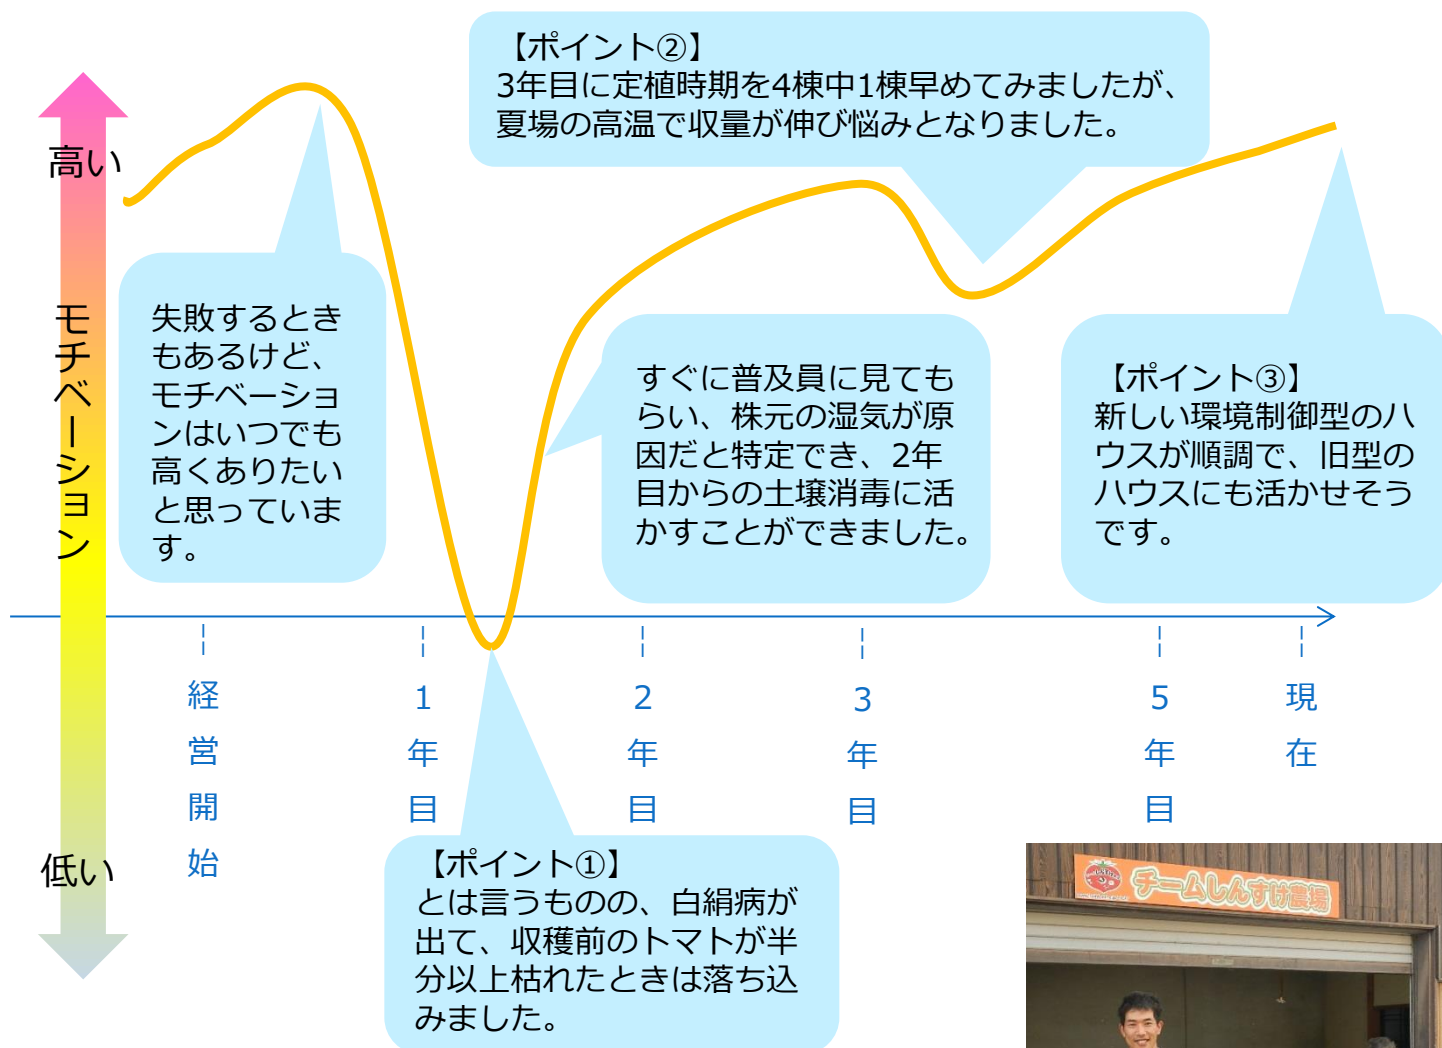 【ポイント②】
3年目に定植時期を4棟中1棟早めてみましたが、
夏場の高温で収量が伸び悩みとなりました。
高い
モチベーション
低い
失敗するとき
もあるけど、
モチベーショ
ンはいつでも
高くありたい
と思っていま
す。
すぐに普及員に見ても
らい、株元の湿気が原
因だと特定でき、2年
目からの土壌消毒に活
かすことができました。
【ポイント③】
新しい環境制御型のハ
ウスが順調で、旧型の
ハウスにも活かせそう
です。
経営開始
1年目
2年目
3年目
5年目
現在
【ポイント①】
とは言うものの、白絹病が
出て、収穫前のトマトが半
分以上枯れたときは落ち込
みました。
チームしんすけ農場